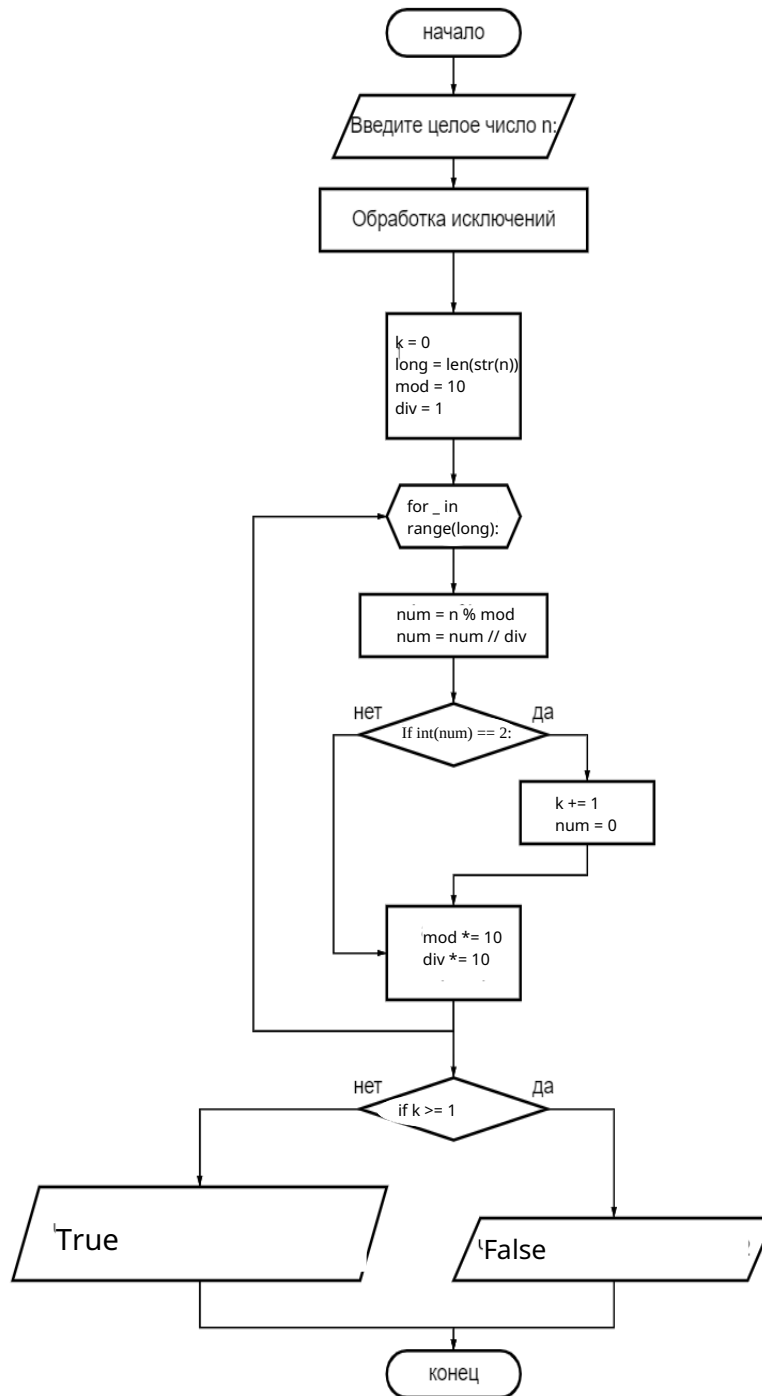 начало
Введите целое число n:
Обработка исключений
k = 0
long = len(str(n))
mod = 10
div = 1
for _ in
range(long):
num = n % mod
num = num // div
нет
да
If int(num) == 2:
k += 1
num = 0
mod *= 10
div *= 10
нет
да
if k >= 1
True
False
конец